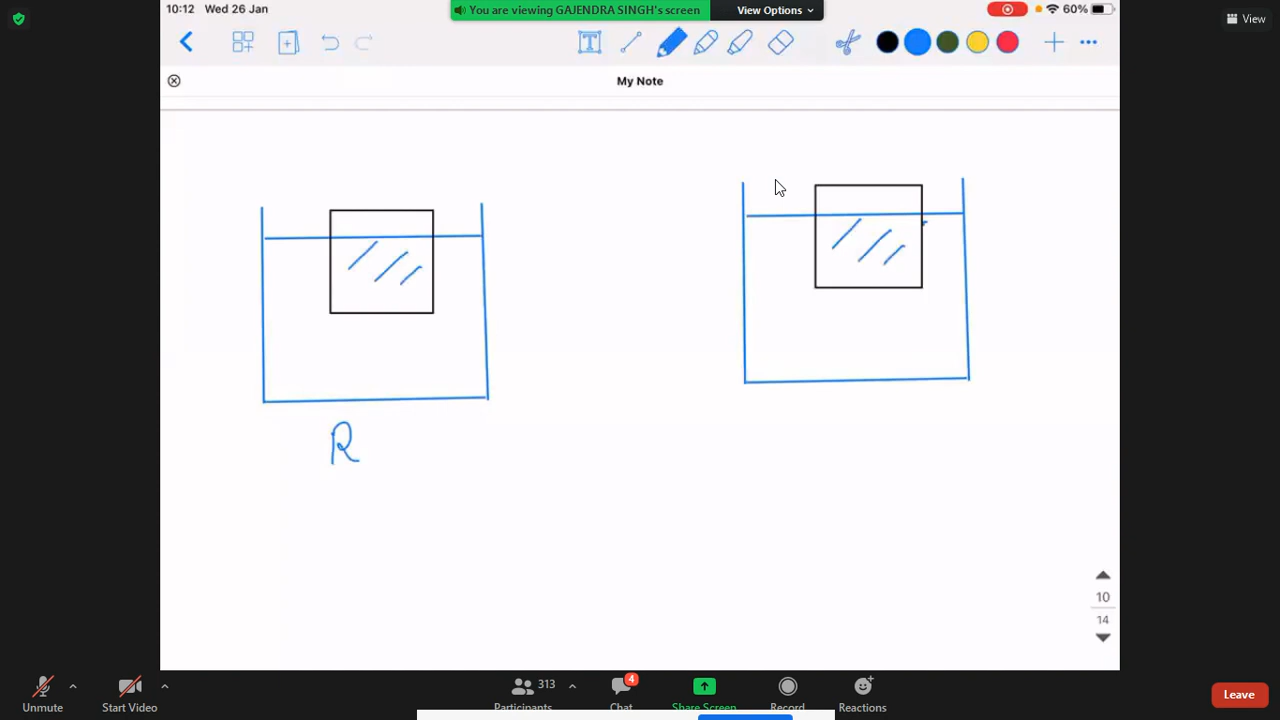 10:12 Wed 26 Jan
You are viewing GAJENDRA SINGH's screen
View Options
60%
View
My Note
R
10
14
Unmute
Start Video
Participants
313
Chat
4
Share Screen
Record
Reactions
Leave